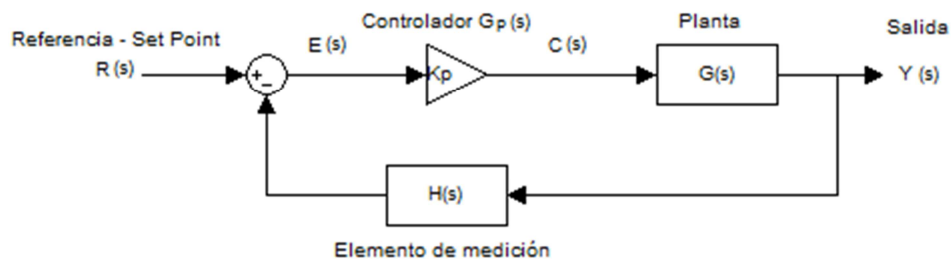 Controlador Gp (s)
Planta
Salida
Referencia - Set Point
E (s)
C (s)
R (s)
+
-
Kp
G(s)
Y (s)
H(s)
Elemento de medición